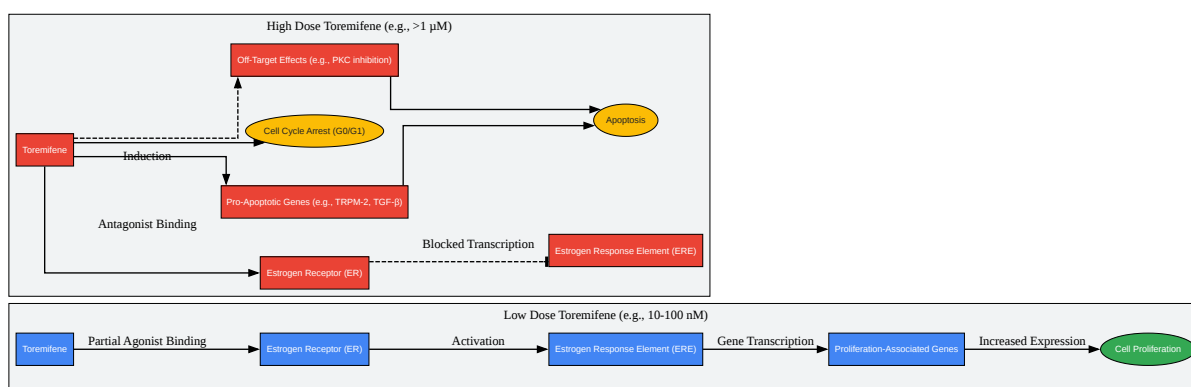 High Dose Toremifene (e.g., >1 µM)
Off-Target Effects (e.g., PKC inhibition)
Apoptosis
Cell Cycle Arrest (G0/G1)
Toremifene
Induction
Pro-Apoptotic Genes (e.g., TRPM-2, TGF-β)
Antagonist Binding
Blocked Transcription
Estrogen Response Element (ERE)
Estrogen Receptor (ER)
Low Dose Toremifene (e.g., 10-100 nM)
Toremifene
Partial Agonist Binding
Estrogen Receptor (ER)
Activation
Estrogen Response Element (ERE)
Gene Transcription
Proliferation-Associated Genes
Increased Expression
Cell Proliferation